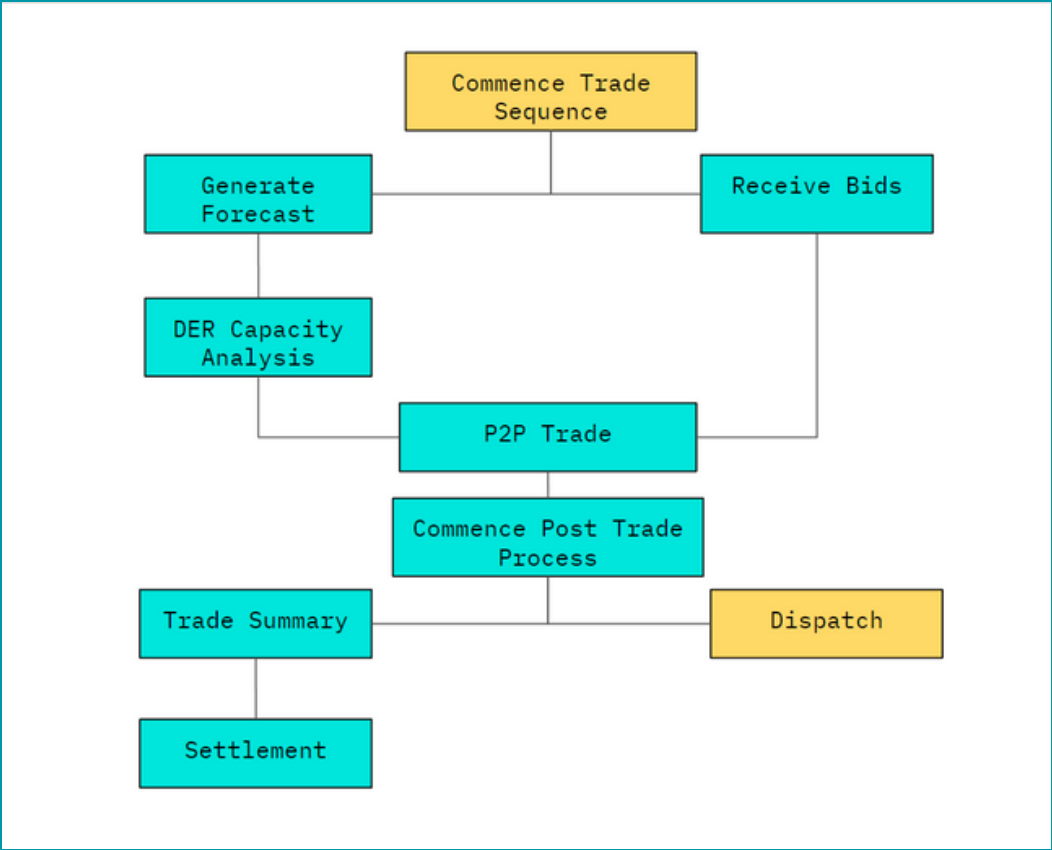 Commence Trade
Sequence
Generate
Forecast
Receive Bids
DER Capacity
Analysis
P2P Trade
Commence Post Trade
Process
Trade Summary
Dispatch
Settlement